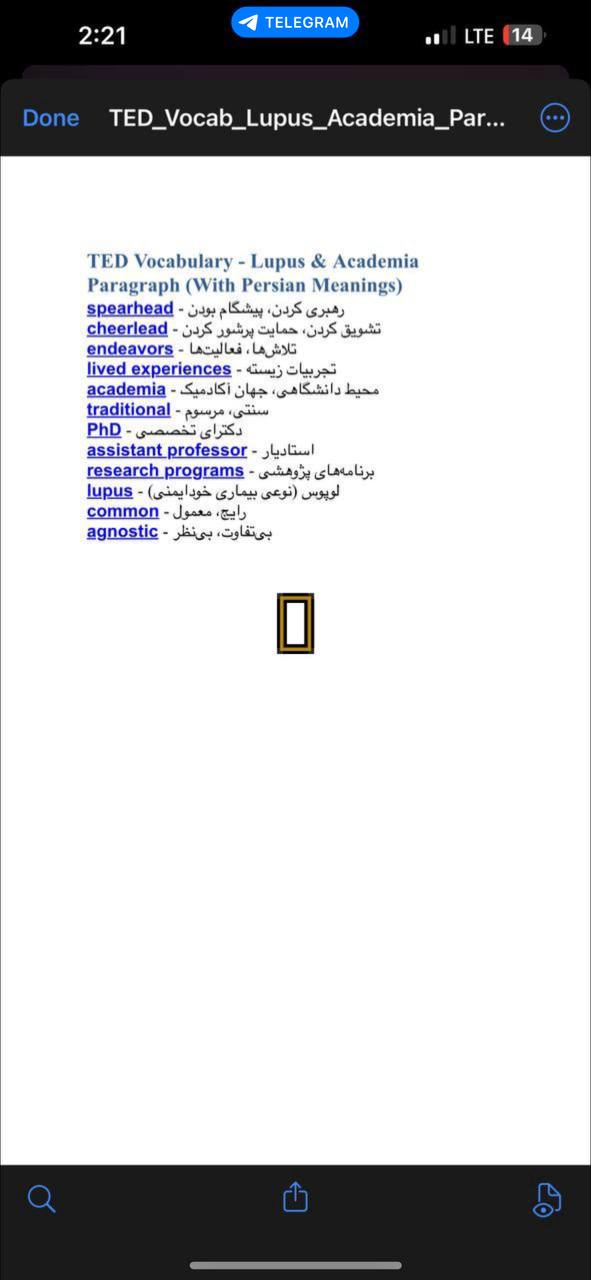 2:21
TELEGRAM
LTE
14
Done
TED_Vocab_Lupus_Academia_Par...
TED Vocabulary - Lupus & Academia
Paragraph (With Persian Meanings)
spearhead - رهبری کردن، پیشگام بودن
cheerlead - تشویق کردن، حمایت پرشور کردن
endeavors - تلاش‌ها، فعالیت‌ها
lived experiences - تجربیات زیسته
academia - محیط دانشگاهی، جهان آکادمیک
traditional - سنتی، مرسوم
PhD - دکترای تخصصی
assistant professor - استادیار
research programs - برنامه‌های پژوهشی
lupus - لوپوس (نوعی بیماری خودایمنی)
common - رایج، معمول
agnostic - بی‌تفاوت، بی‌نظر